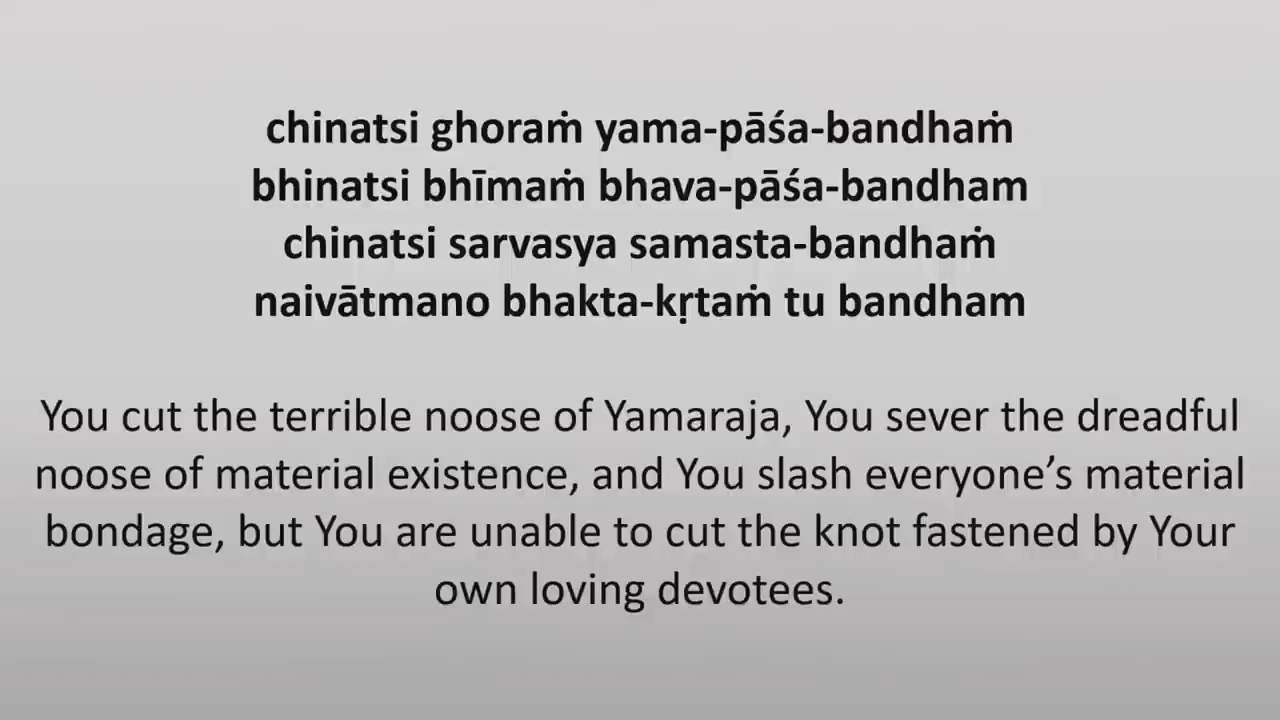 chinatsi ghoraṁ yama-pāśa-bandhaṁ
bhinatsi bhīmaṁ bhava-pāśa-bandham
chinatsi sarvasya samasta-bandhaṁ
naivātmano bhakta-kṛtaṁ tu bandham
You cut the terrible noose of Yamaraja, You sever the dreadful
noose of material existence, and You slash everyone’s material
bondage, but You are unable to cut the knot fastened by Your
own loving devotees.